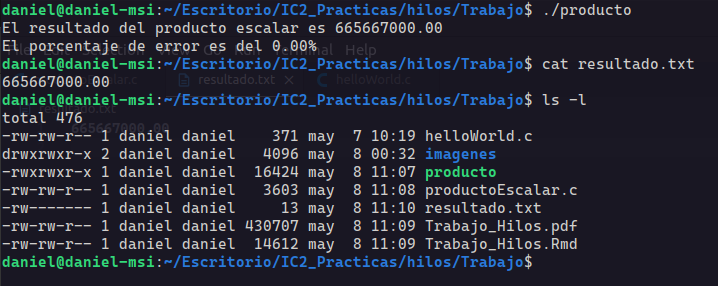 daniel@daniel-msi:~/Escritorio/IC2_Practicas/hilos/Trabajo$ ./producto
El resultado del producto escalar es 665667000.00
El porcentaje de error es del 0.00%
daniel@daniel-msi:~/Escritorio/IC2_Practicas/hilos/Trabajo$ cat resultado.txt
665667000.00
daniel@daniel-msi:~/Escritorio/IC2_Practicas/hilos/Trabajo$ ls -l
total 476
-rw-rw-r-- 1 daniel daniel    371 may  7 10:19 helloWorld.c
drwxrwxr-x 2 daniel daniel   4096 may  8 00:32 imagenes
-rwxrwxr-x 1 daniel daniel  16424 may  8 11:07 producto
-rw-rw-r-- 1 daniel daniel   3603 may  8 11:08 productoEscalar.c
-rw------- 1 daniel daniel     13 may  8 11:10 resultado.txt
-rw-rw-r-- 1 daniel daniel 430707 may  8 11:09 Trabajo_Hilos.pdf
-rw-rw-r-- 1 daniel daniel  14612 may  8 11:09 Trabajo_Hilos.Rmd
daniel@daniel-msi:~/Escritorio/IC2_Practicas/hilos/Trabajo$